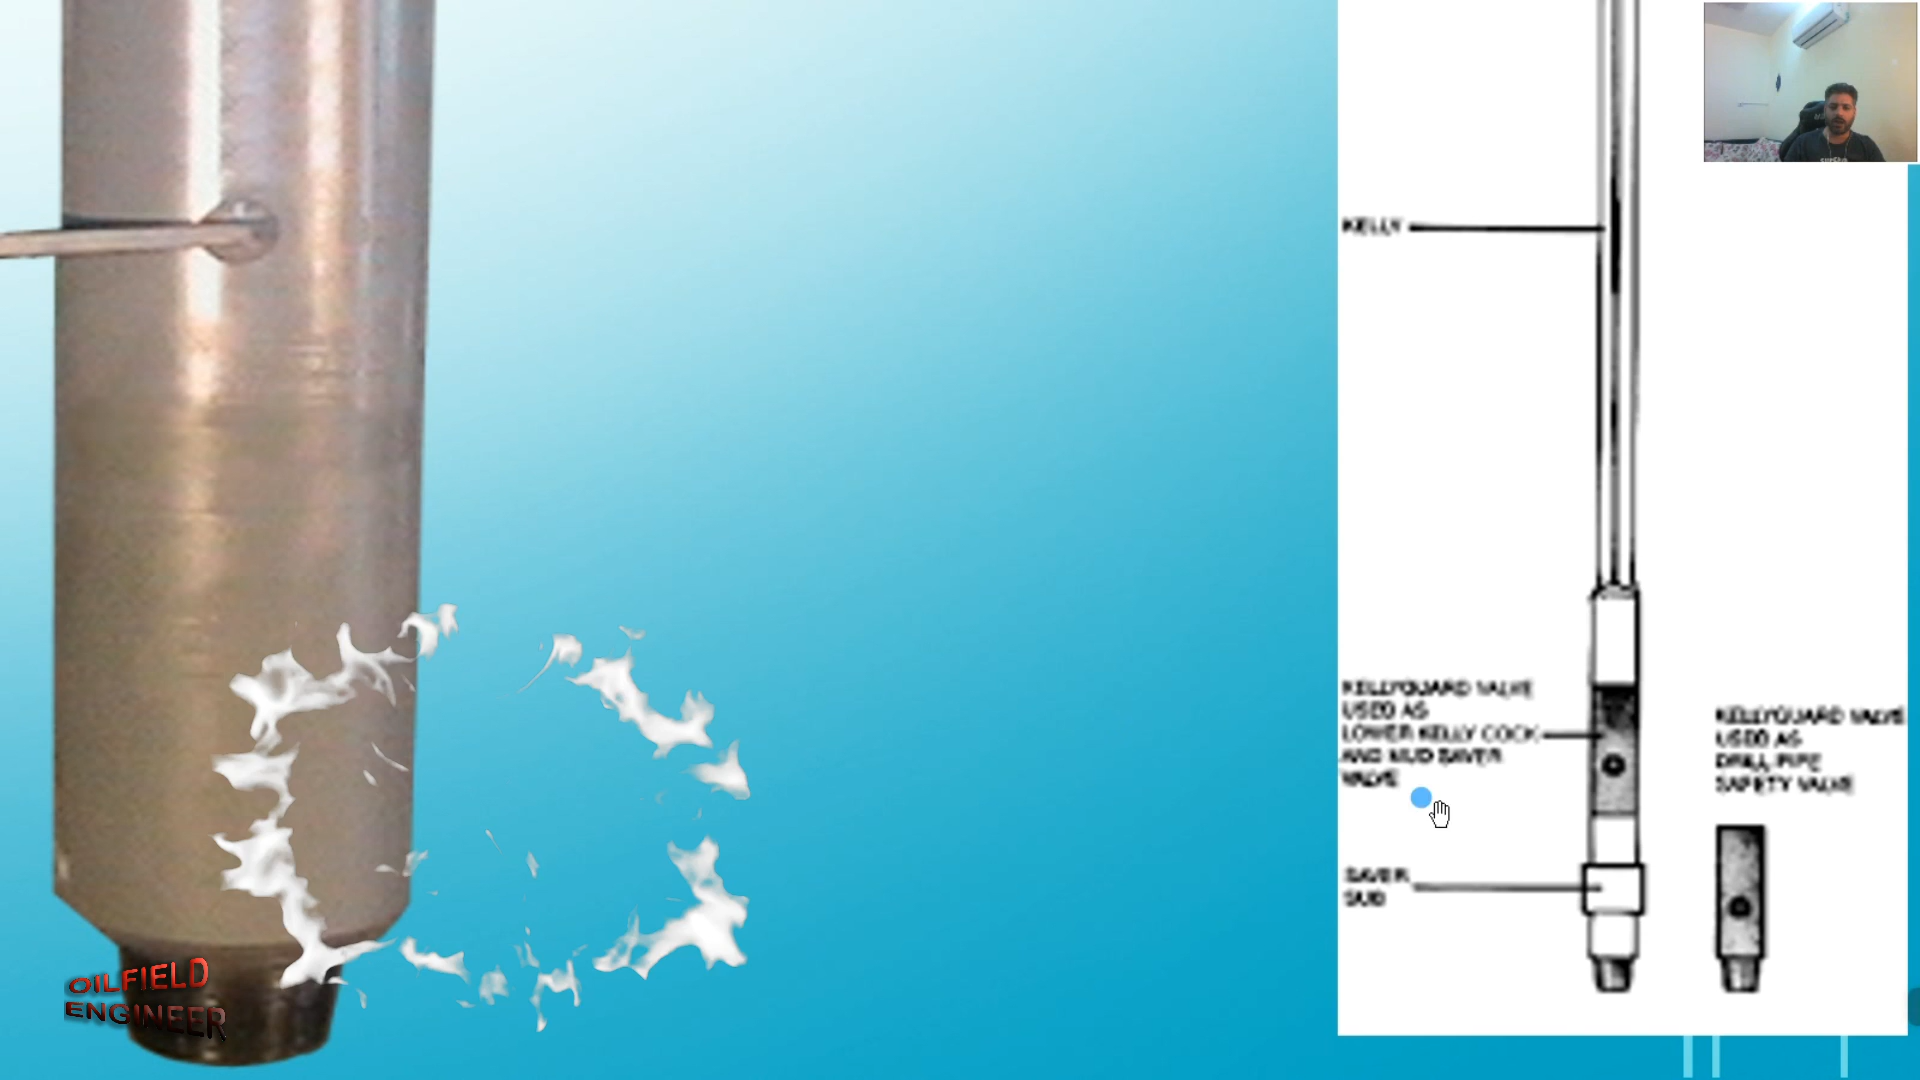 KELLY
KELLYGUARD VALVE
USED AS
LOWER KELLY COCK
AND MUD SAVER
VALVE
SAVER
SUB
KELLYGUARD VALVE
USED AS
DRILL PIPE
SAFETY VALVE
OILFIELD
ENGINEER